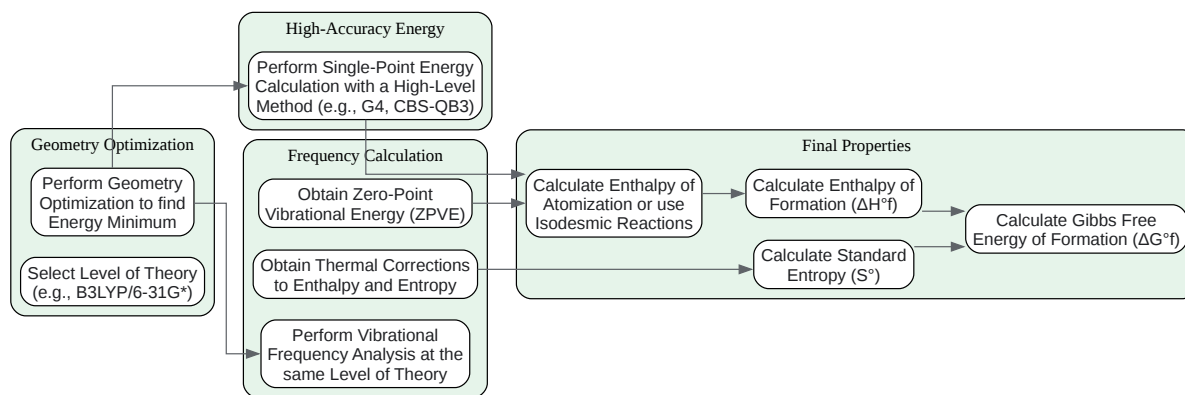 High-Accuracy Energy
Perform Single-Point Energy
Calculation with a High-Level
Method (e.g., G4, CBS-QB3)
Geometry Optimization
Perform Geometry
Optimization to find
Energy Minimum
Select Level of Theory
(e.g., B3LYP/6-31G*)
Frequency Calculation
Obtain Zero-Point
Vibrational Energy (ZPVE)
Obtain Thermal Corrections
to Enthalpy and Entropy
Perform Vibrational
Frequency Analysis at the
same Level of Theory
Final Properties
Calculate Enthalpy of
Atomization or use
Isodesmic Reactions
Calculate Enthalpy of
Formation (ΔH°f)
Calculate Standard
Entropy (S°)
Calculate Gibbs Free
Energy of Formation (ΔG°f)